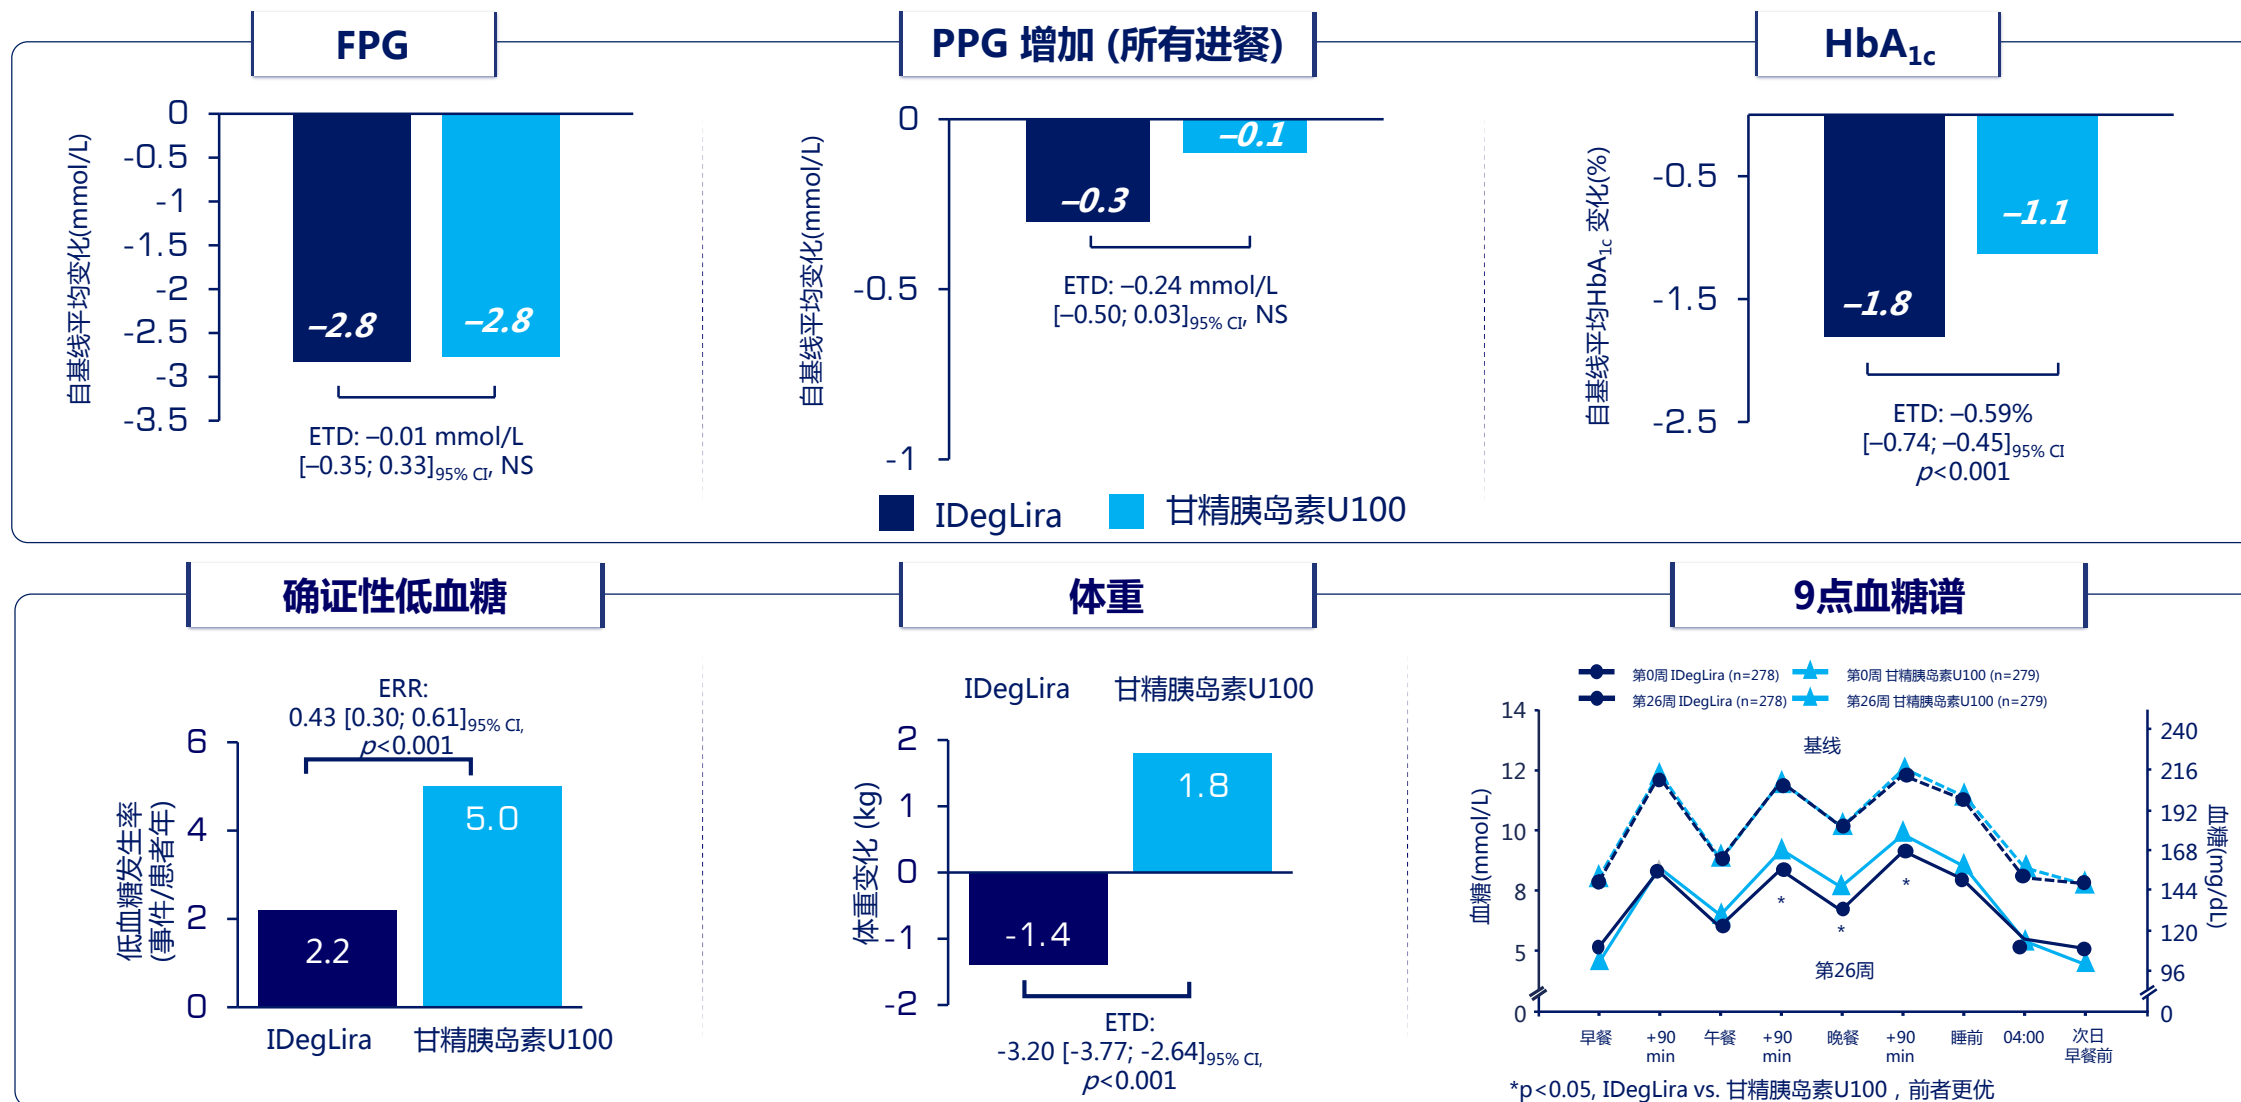 FPG
PPG 增加 (所有进餐)
HbA1c
自基线平均变化(mmol/L)
0
-0.5
-1
-1.5
-2
-2.5
-3
-3.5
–2.8
–2.8
ETD: –0.01 mmol/L
[–0.35; 0.33]95% CI, NS
自基线平均变化(mmol/L)
0
-0.5
-1
–0.3
–0.1
ETD: –0.24 mmol/L
[–0.50; 0.03]95% CI, NS
自基线平均HbA1c 变化(%)
-0.5
-1.5
-2.5
–1.8
–1.1
ETD: –0.59%
[–0.74; –0.45]95% CI
p<0.001
IDegLira
甘精胰岛素U100
确证性低血糖
体重
9点血糖谱
ERR:
0.43 [0.30; 0.61]95% CI,
p<0.001
低血糖发生率
(事件/患者年)
6
4
2
0
2.2
5.0
IDegLira
甘精胰岛素U100
IDegLira
甘精胰岛素U100
体重变化 (kg)
2
1
0
-1
-2
-1.4
1.8
ETD:
-3.20 [-3.77; -2.64]95% CI,
p<0.001
第0周 IDegLira (n=278)
第0周 甘精胰岛素U100 (n=279)
第26周 IDegLira (n=278)
第26周 甘精胰岛素U100 (n=279)
血糖(mmol/L)
14
12
10
8
5
0
基线
*
*
*
第26周
240
216
192
168
144
120
96
0
血糖(mg/dL)
早餐
+90
min
午餐
+90
min
晚餐
+90
min
睡前
04:00
次日
早餐前
*p<0.05, IDegLira vs. 甘精胰岛素U100，前者更优